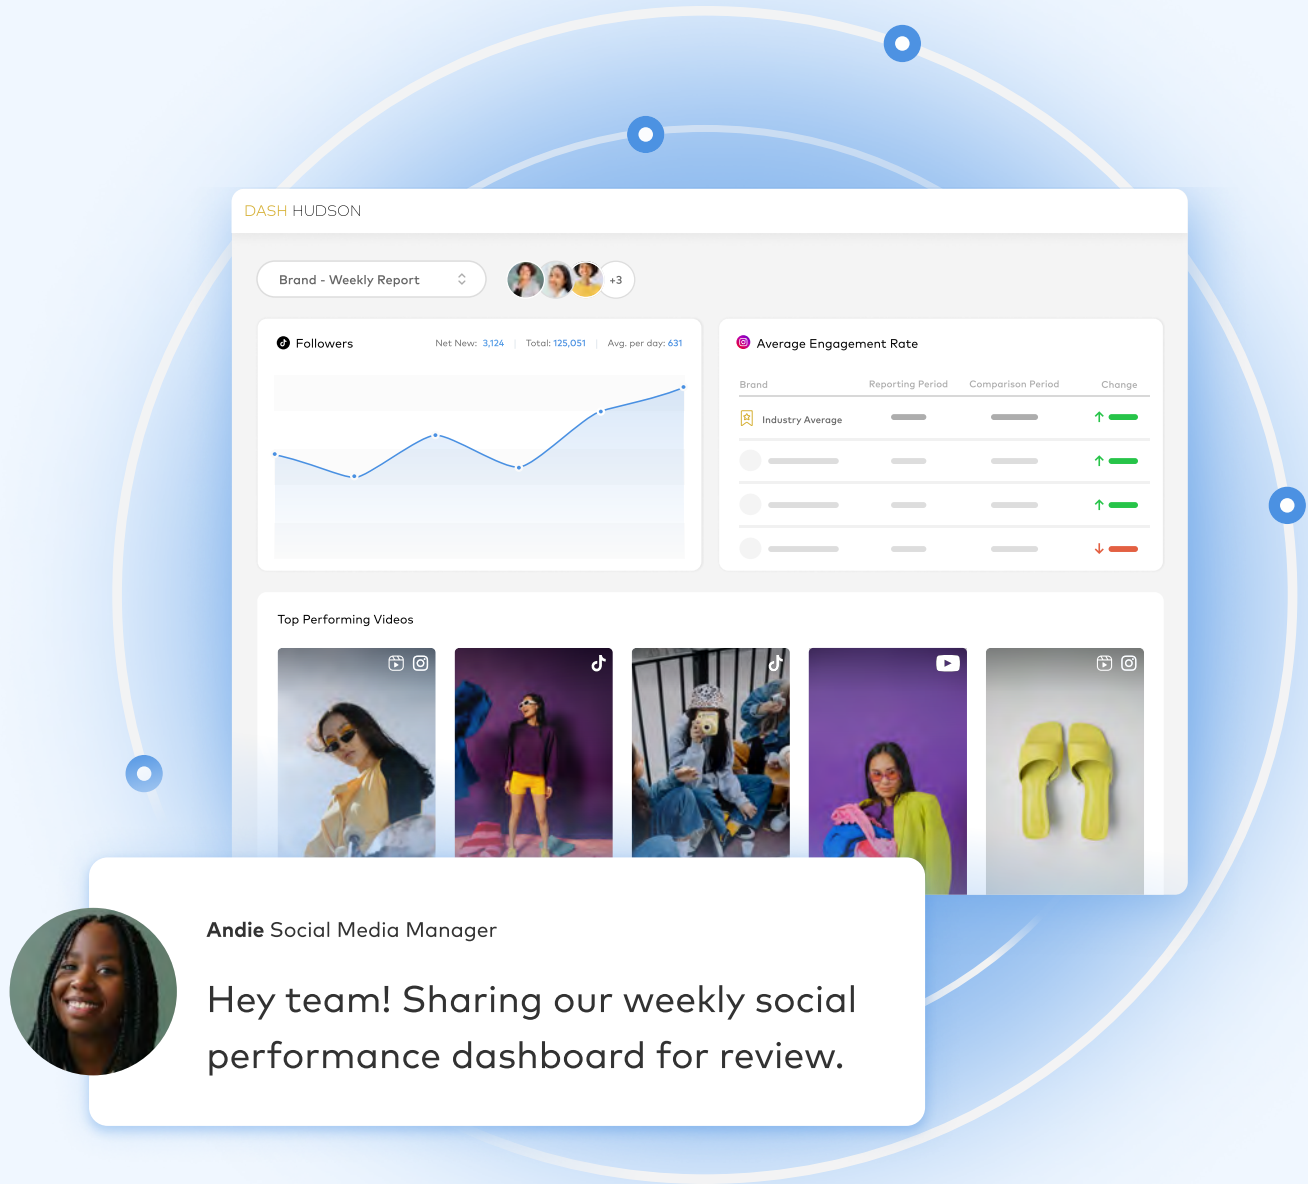 DASH HUDSON
Brand - Weekly Report
+3
Followers
Net New: 3,124 | Total: 125,051 | Avg. per day: 631
Average Engagement Rate
Brand Reporting Period Comparison Period Change
Industry Average
Top Performing Videos
Andie Social Media Manager
Hey team! Sharing our weekly social
performance dashboard for review.